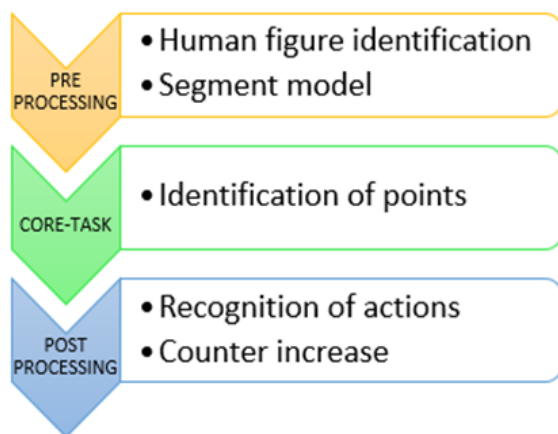 PRE
PROCESSING
• Human figure identification
• Segment model
CORE-TASK
• Identification of points
POST
PROCESSING
• Recognition of actions
• Counter increase